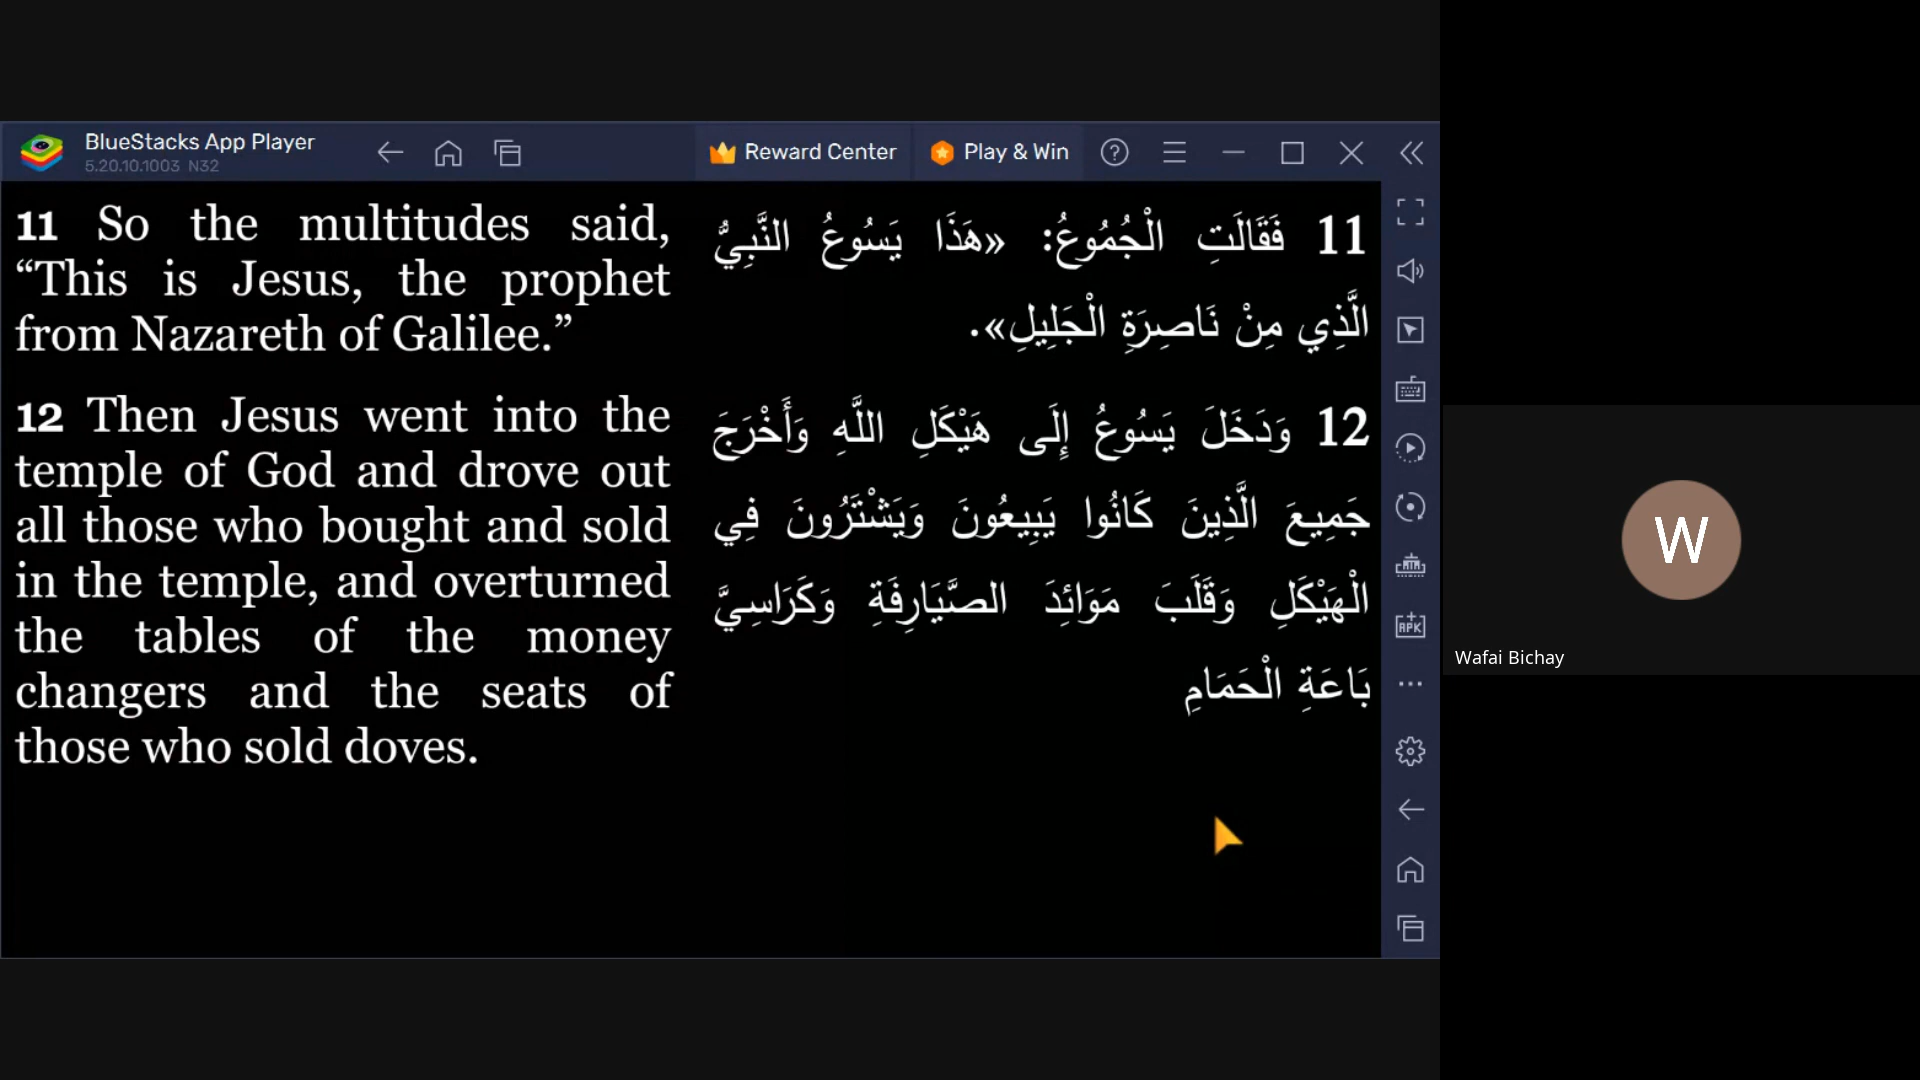 BlueStacks App Player
5.20.10.1003 N32
Reward Center
Play & Win
11 So the multitudes said,
“This is Jesus, the prophet
from Nazareth of Galilee.”
12 Then Jesus went into the
temple of God and drove out
all those who bought and sold
in the temple, and overturned
the tables of the money
changers and the seats of
those who sold doves.
11 فَقَالَتِ الْجُمُوعُ: «هَذَا يَسُوعُ النَّبِيُّ
الَّذِي مِنْ نَاصِرَةِ الْجَلِيلِ».
12 وَدَخَلَ يَسُوعُ إِلَى هَيْكَلِ اللَّهِ وَأَخْرَجَ
جَمِيعَ الَّذِينَ كَانُوا يَبِيعُونَ وَيَشْتَرُونَ فِي
الْهَيْكَلِ وَقَلَبَ مَوَائِدَ الصَّيَارِفَةِ وَكَرَاسِيَّ
بَاعَةِ الْحَمَامِ
APK
W
Wafai Bichay